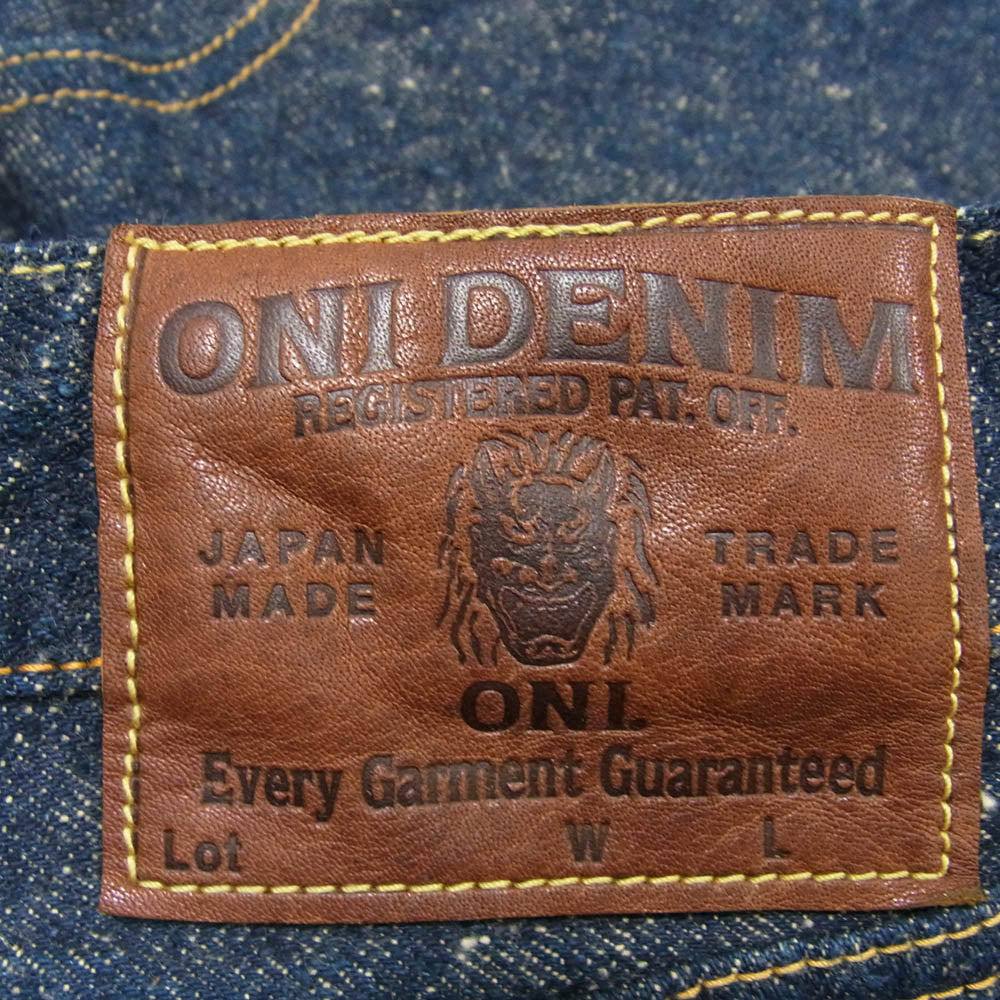 ONI DENIM
REGISTERED PAT. OFF.
JAPAN MADE
TRADE MARK
ONI.
Every Garment Guaranteed
Lot W L